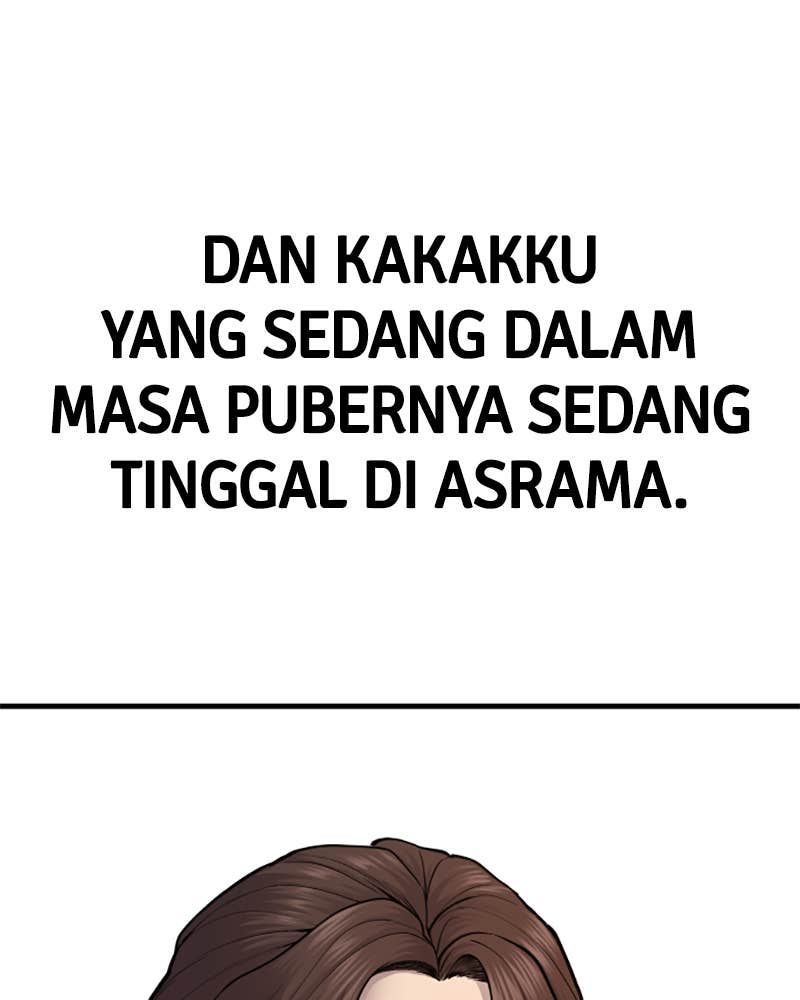 DAN KAKAKKU
YANG SEDANG DALAM
MASA PUBERNYA SEDANG
TINGGAL DI ASRAMA.